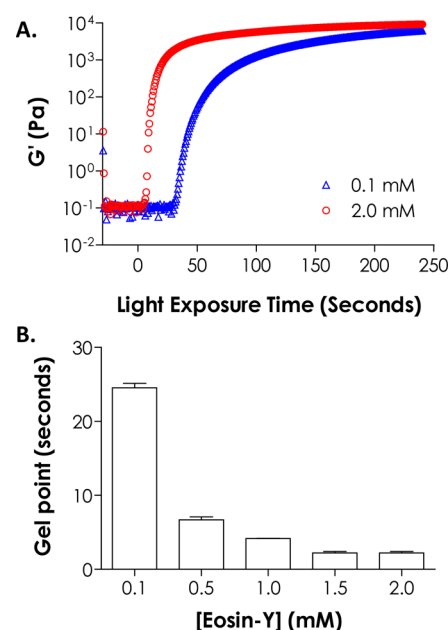 A.
G' (Pa)
10⁴
10³
10²
10¹
10⁰
10⁻¹
10⁻²
0.1 mM
2.0 mM
0 50 100 150 200 250
Light Exposure Time (Seconds)
B.
Gel point (seconds)
30
20
10
0
0.1 0.5 1.0 1.5 2.0
[Eosin-Y] (mM)